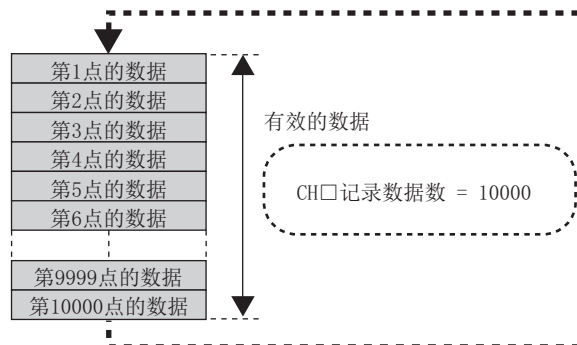 第1点的数据
第2点的数据
第3点的数据
第4点的数据
第5点的数据
第6点的数据
第9999点的数据
第10000点的数据
有效的数据
CH□记录数据数 = 10000